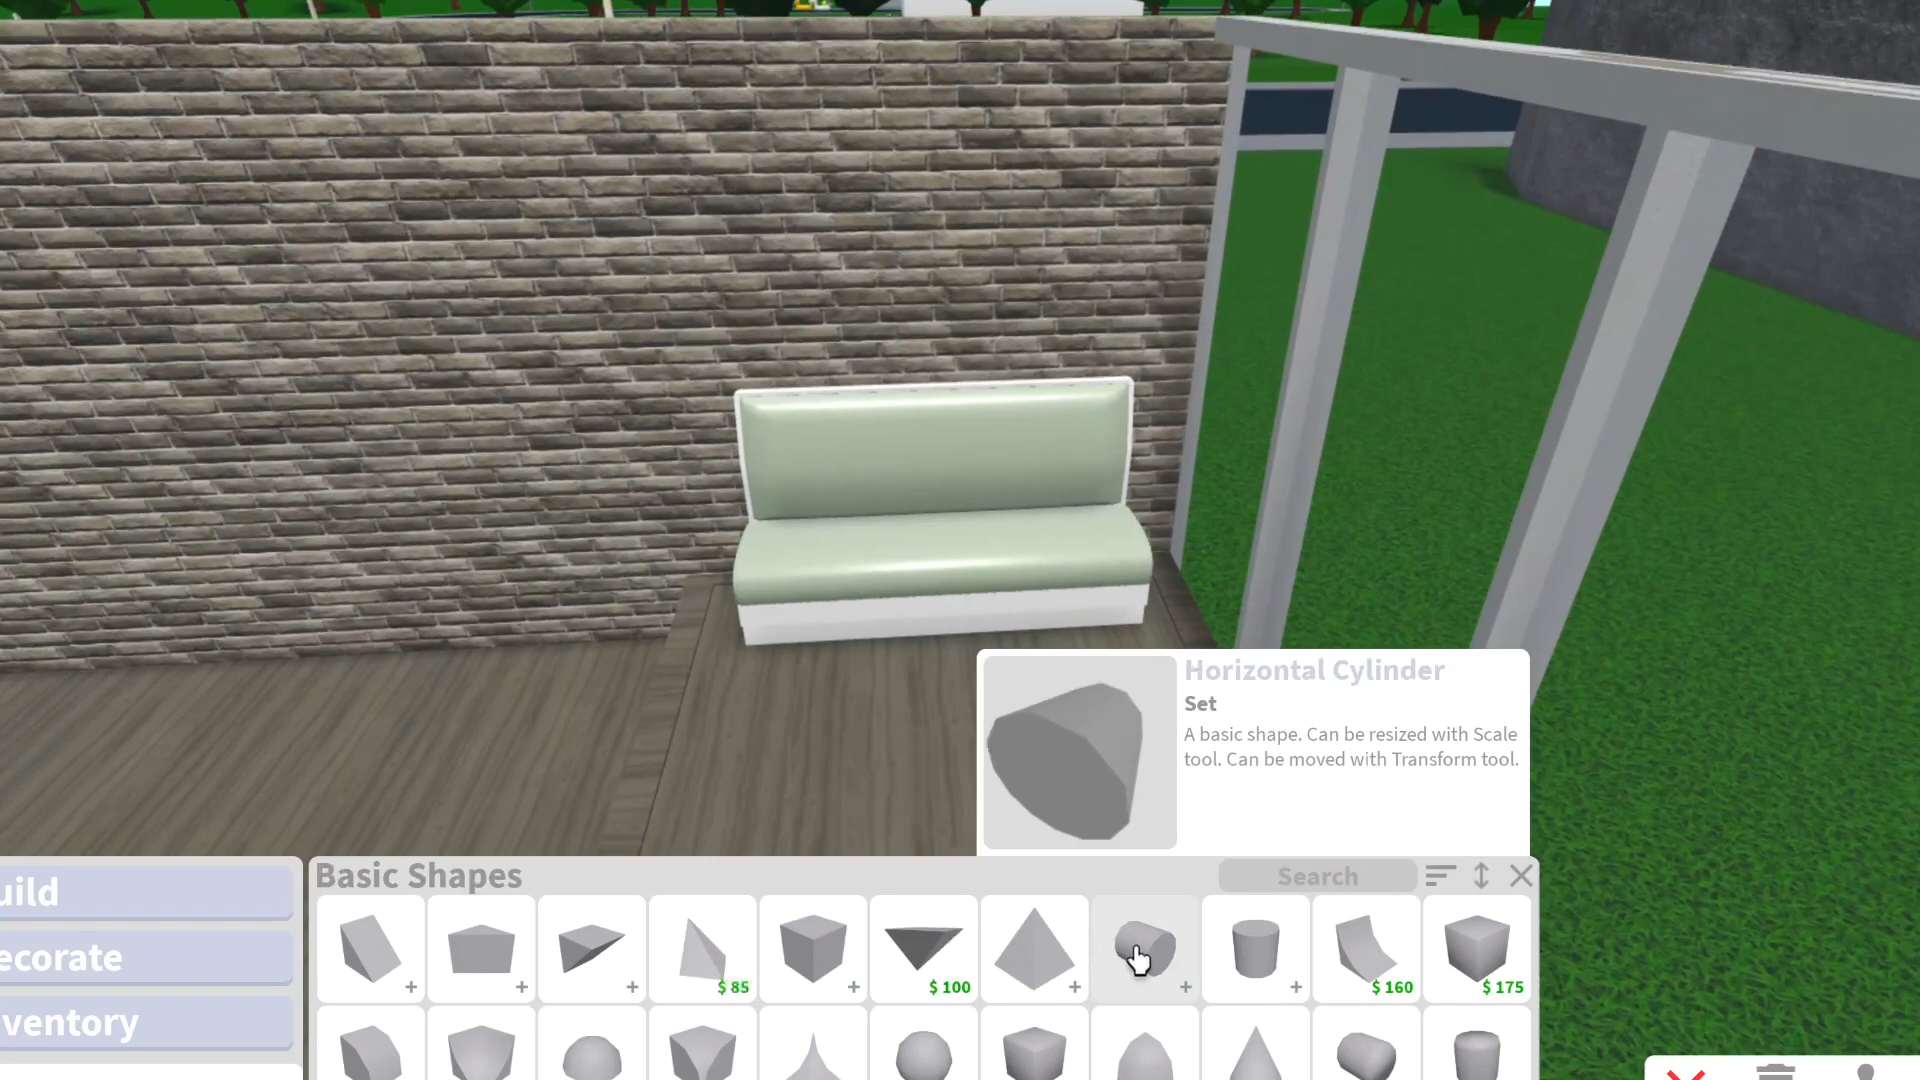 Horizontal Cylinder
Set
A basic shape. Can be resized with Scale
tool. Can be moved with Transform tool.
uild
ecorate
ventory
Basic Shapes
Search
+ + + $ 85 + $ 100 + + + $ 160 $ 175